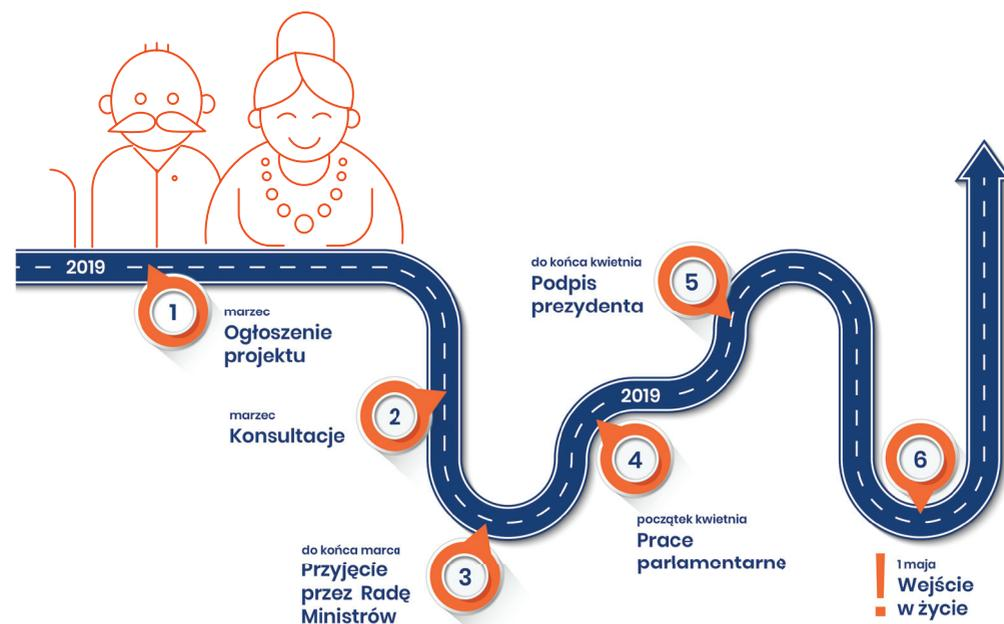 2019
1
marzec
Ogłoszenie
projektu
2
marzec
Konsultacje
3
do końca marca
Przyjęcie
przez Radę
Ministrów
2019
4
początek kwietnia
Prace
parlamentarne
5
do końca kwietnia
Podpis
prezydenta
6
! 1 maja
Wejście
w życie